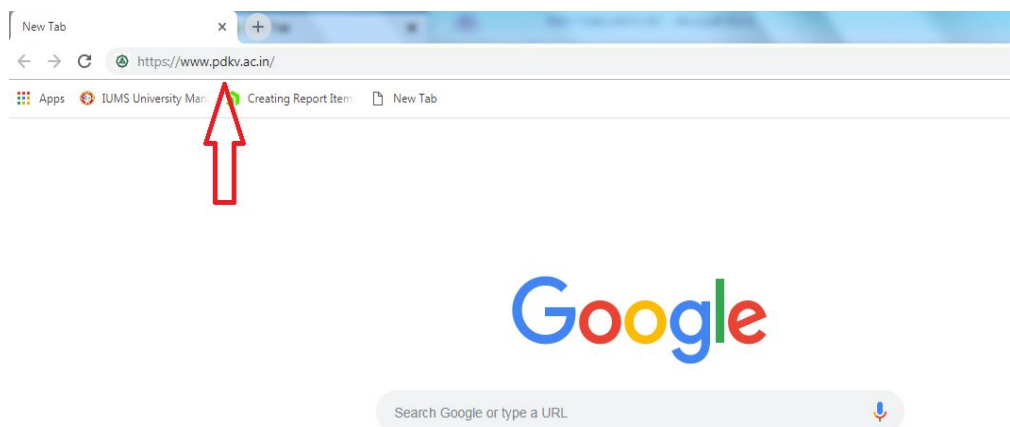 New Tab
https://www.pdkv.ac.in/
Apps IUMS University Man Creating Report Item New Tab
Google
Search Google or type a URL